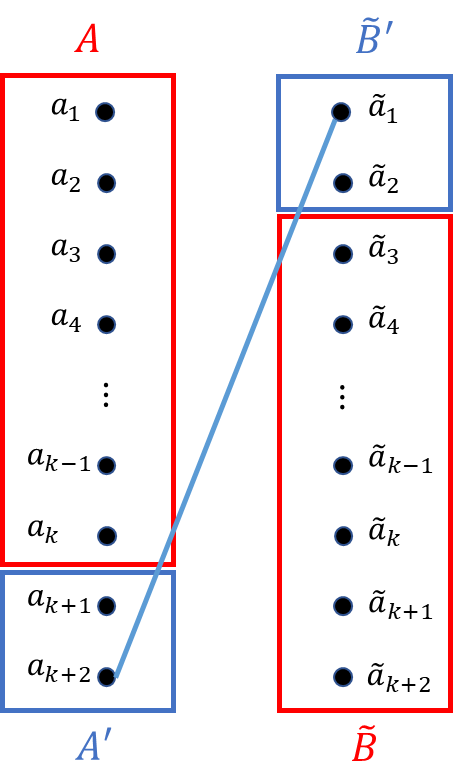 A B̃′
a₁ ã₁
a₂ ã₂
a₃ ã₃
a₄ ã₄
⋮ ⋮
aₖ₋₁ ãₖ₋₁
aₖ ãₖ
aₖ₊₁ ãₖ₊₁
aₖ₊₂ ãₖ₊₂
A′ B̃